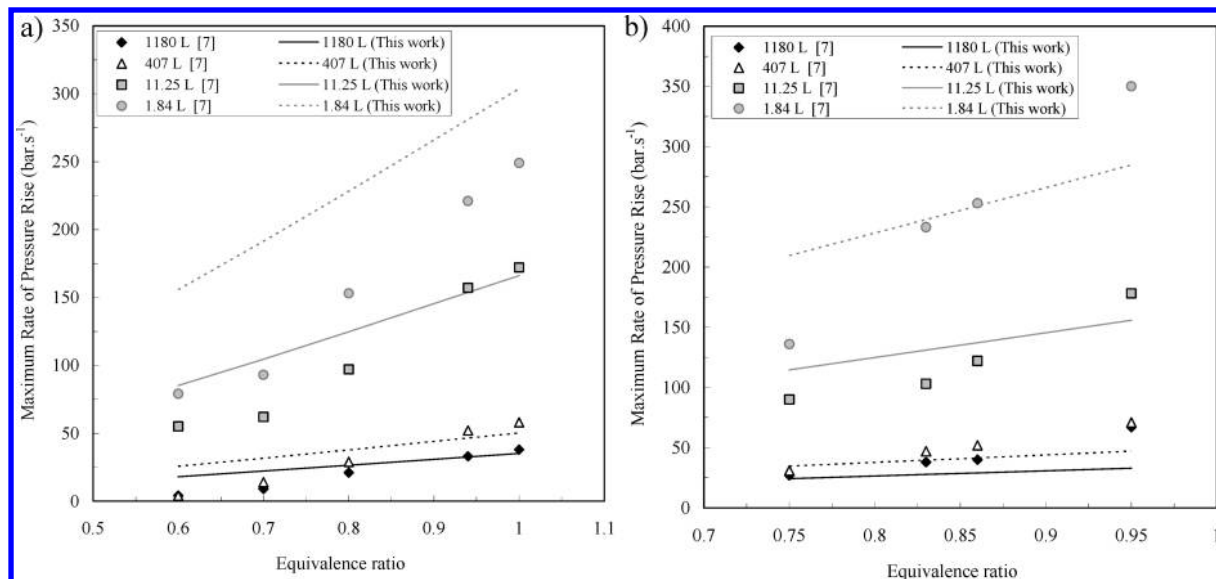 a)
350
300
250
200
150
100
50
0
Maximum Rate of Pressure Rise (bar.s⁻¹)
1180 L [7] 1180 L (This work)
407 L [7] 407 L (This work)
11.25 L [7] 11.25 L (This work)
1.84 L [7] 1.84 L (This work)
0.5 0.6 0.7 0.8 0.9 1 1.1
Equivalence ratio
b)
400
350
300
250
200
150
100
50
0
Maximum Rate of Pressure Rise (bar.s⁻¹)
1180 L [7] 1180 L (This work)
407 L [7] 407 L (This work)
11.25 L [7] 11.25 L (This work)
1.84 L [7] 1.84 L (This work)
0.7 0.75 0.8 0.85 0.9 0.95 1
Equivalence ratio